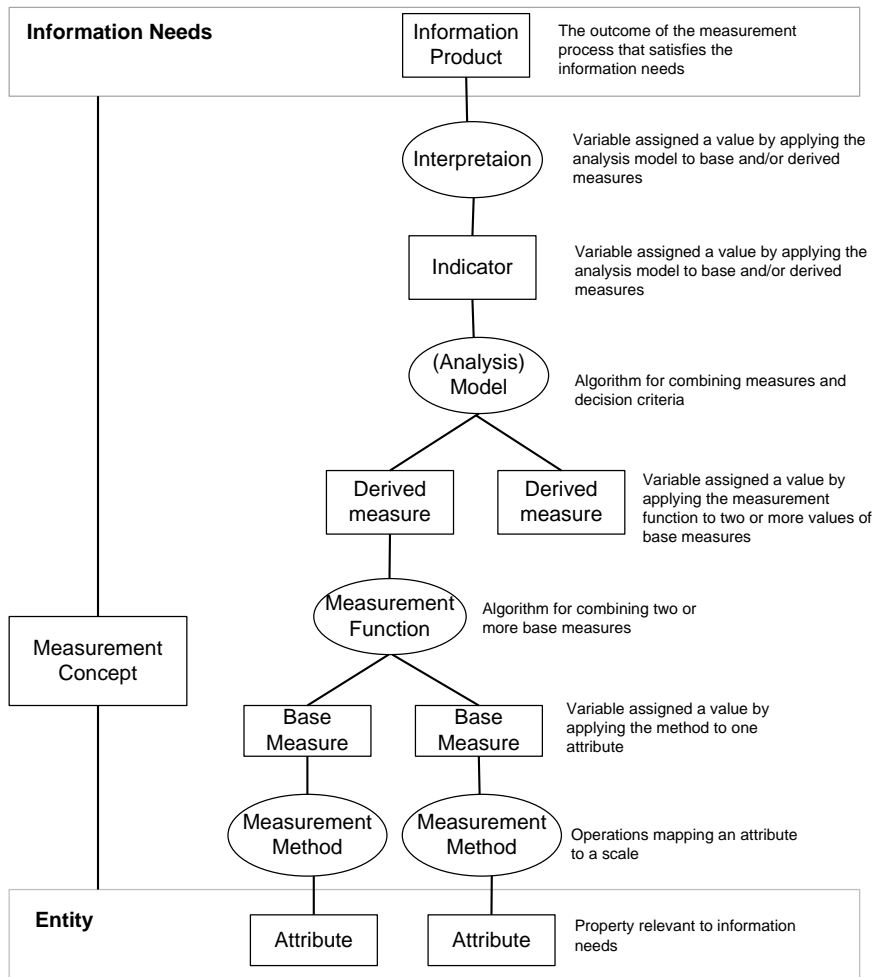 Information Needs
Information
Product
The outcome of the measurement
process that satisfies the
information needs
Interpretaion
Variable assigned a value by applying the
analysis model to base and/or derived
measures
Indicator
Variable assigned a value by applying the
analysis model to base and/or derived
measures
(Analysis)
Model
Algorithm for combining measures and
decision criteria
Derived
measure
Derived
measure
Variable assigned a value by
applying the measurement
function to two or more values of
base measures
Measurement
Function
Algorithm for combining two or
more base measures
Measurement
Concept
Base
Measure
Base
Measure
Variable assigned a value by
applying the method to one
attribute
Measurement
Method
Measurement
Method
Operations mapping an attribute
to a scale
Entity
Attribute
Attribute
Property relevant to information
needs